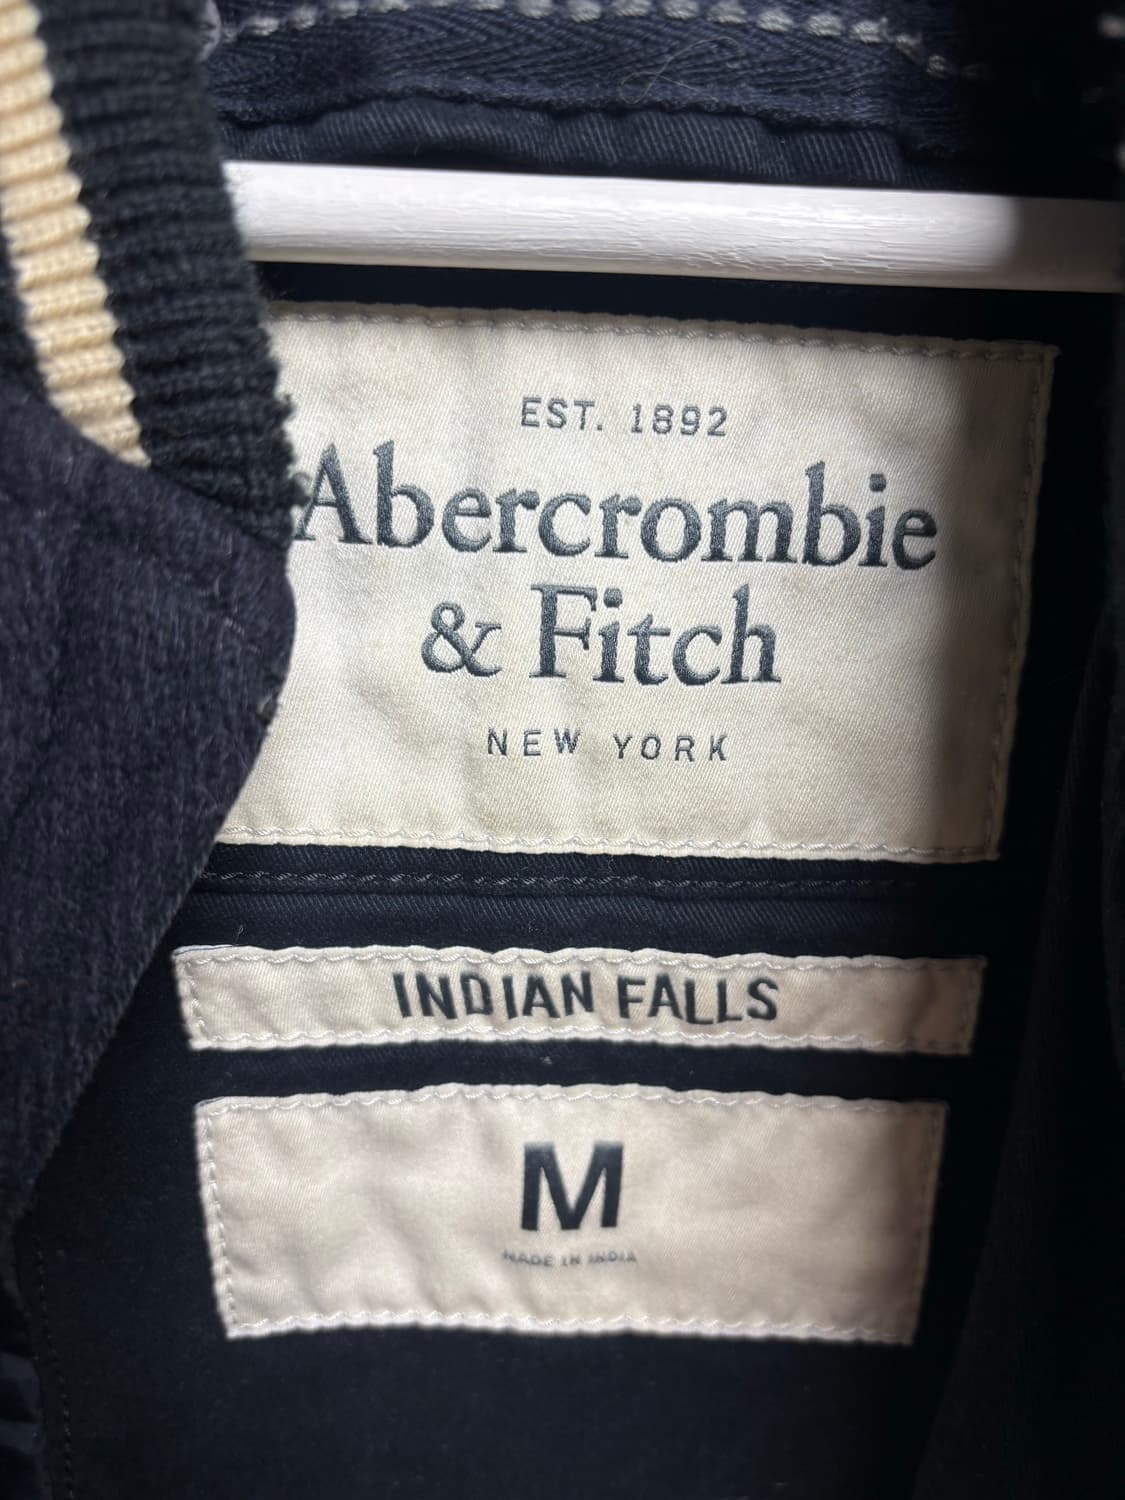 EST. 1892
Abercrombie
& Fitch
NEW YORK
INDIAN FALLS
M
MADE IN INDIA